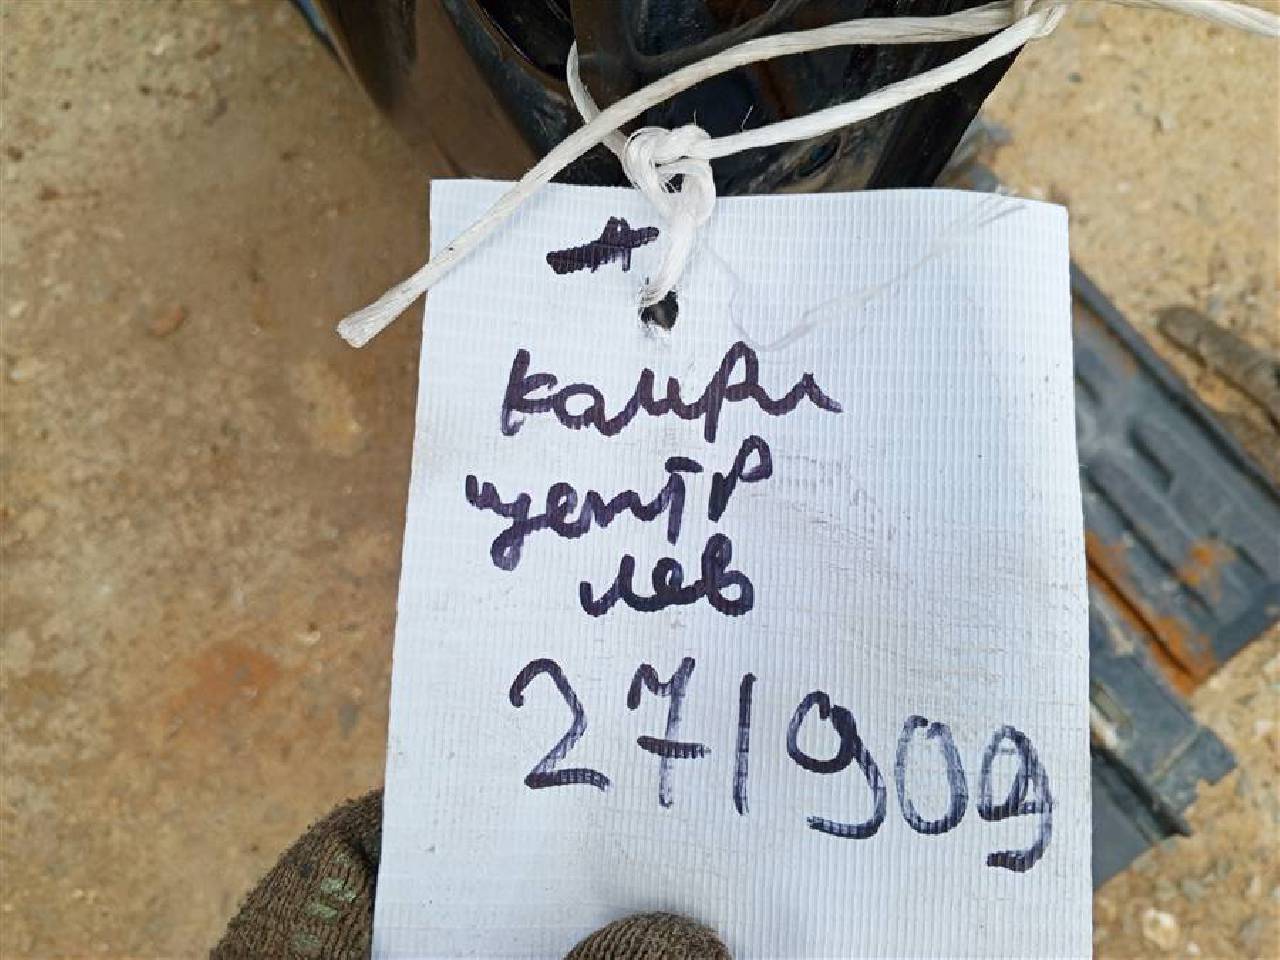 А
камри
центр
лев
271909